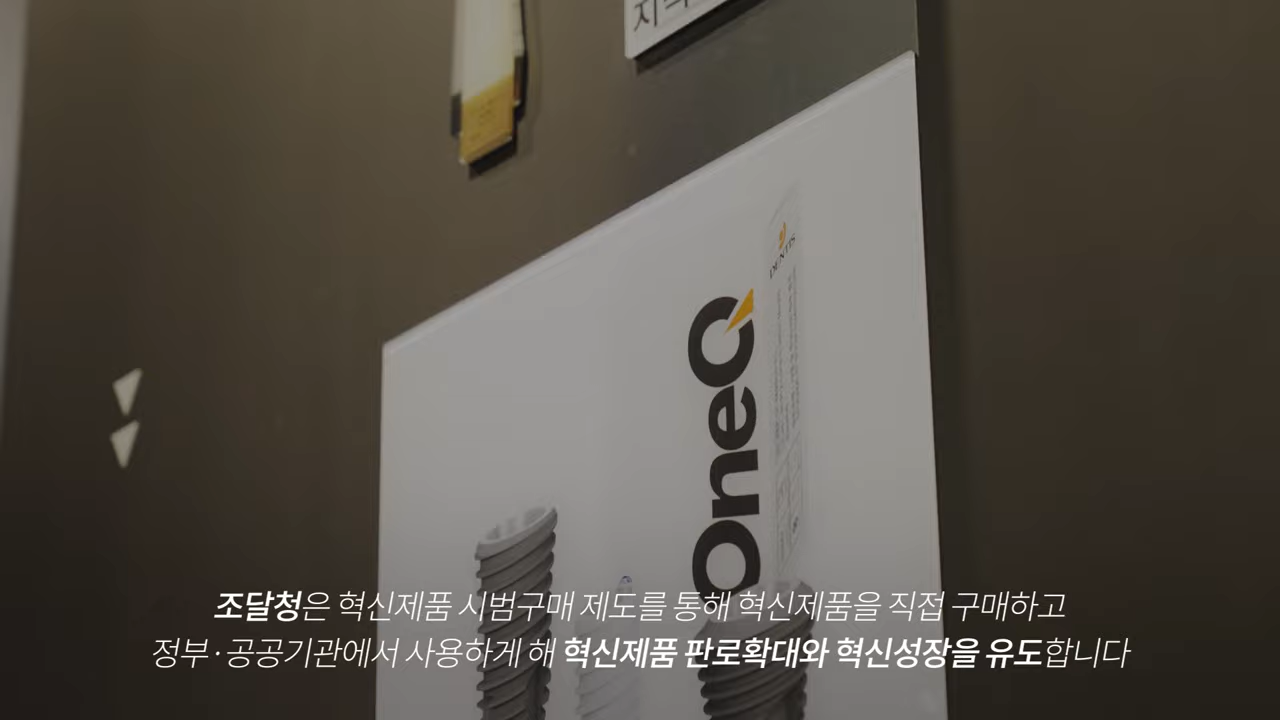 OneQ
DENTIS
조달청은 혁신제품 시범구매 제도를 통해 혁신제품을 직접 구매하고
정부·공공기관에서 사용하게 해 혁신제품 판로확대와 혁신성장을 유도합니다